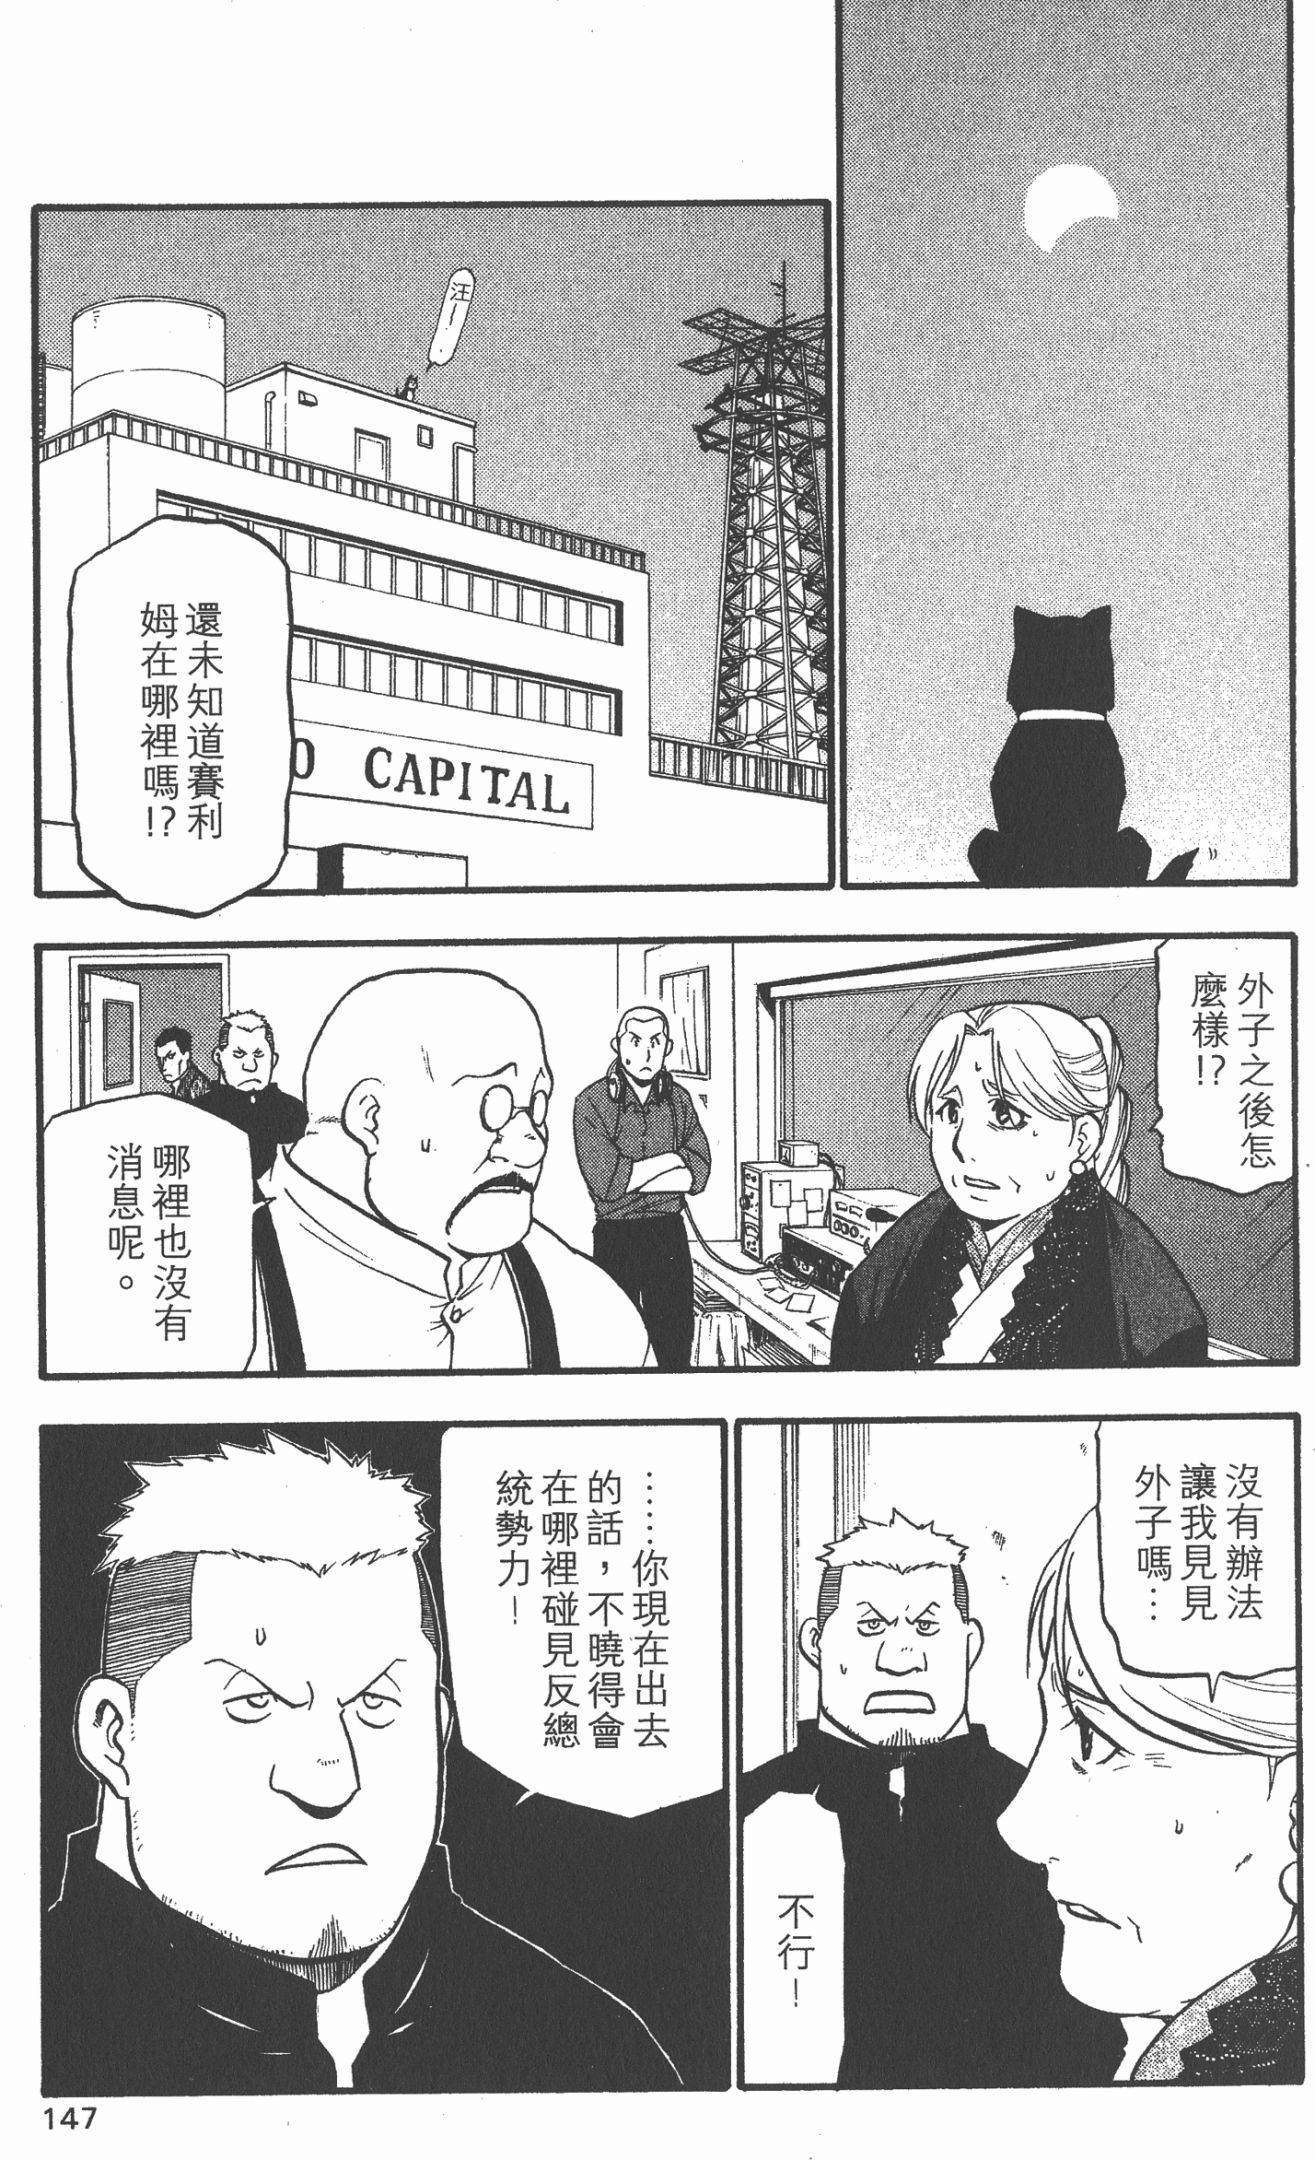 汪—
還未知道賽利
姆在哪裡嗎!?
O CAPITAL
外子之後怎
麼樣!?
哪裡也沒有
消息呢。
沒有辦法
讓我見見
外子嗎…
不行！
……你現在出去
的話，不曉得會
在哪裡碰見反總
統勢力！
147